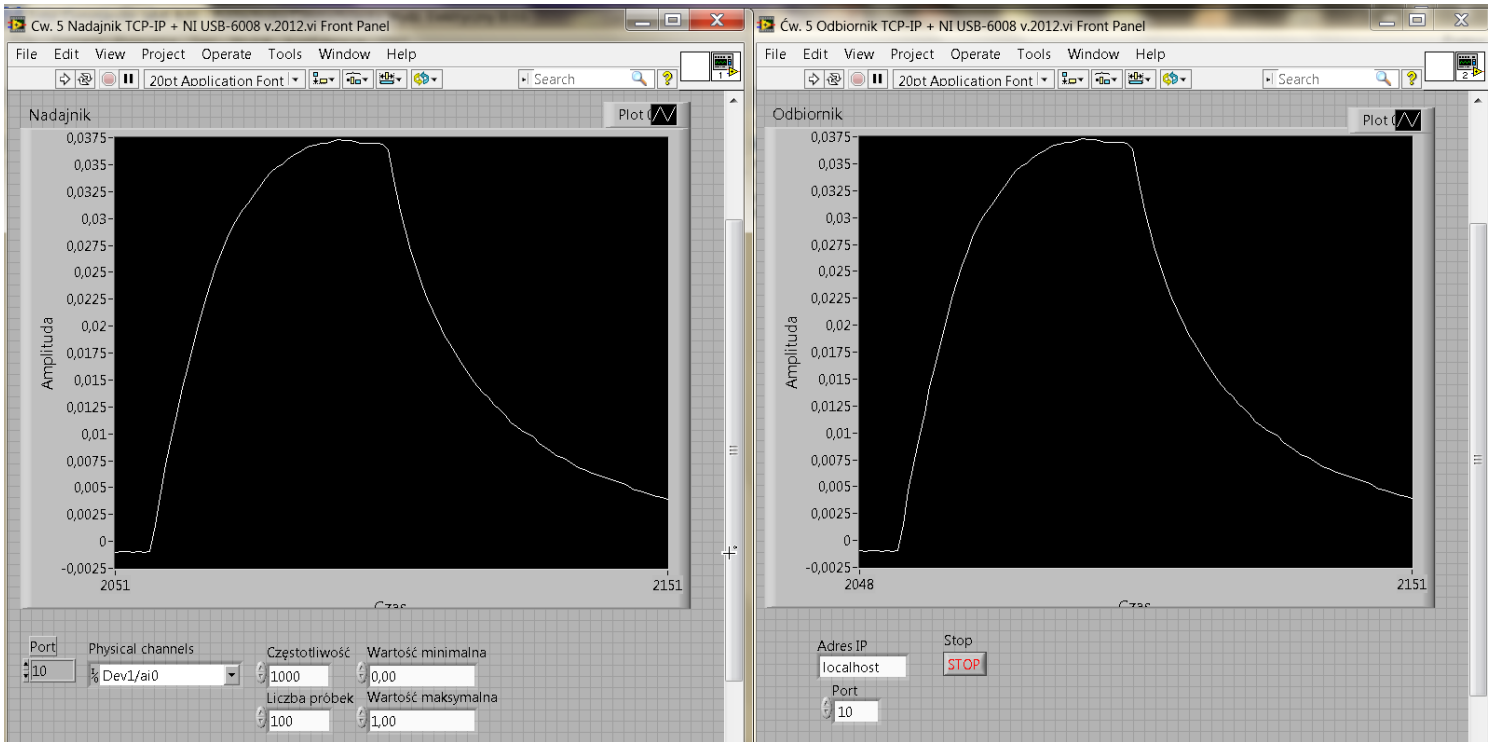 Cw. 5 Nadajnik TCP-IP + NI USB-6008 v.2012.vi Front Panel
File Edit View Project Operate Tools Window Help
20pt Application Font
Search
1
Nadajnik
Plot 0
0,0375
0,035
0,0325
0,03
0,0275
0,025
0,0225
0,02
0,0175
0,015
0,0125
0,01
0,0075
0,005
0,0025
0
-0,0025
Amplituda
2051 2151
Czas
Port
10
Physical channels
Dev1/ai0
Częstotliwość
1000
Wartość minimalna
0,00
Liczba próbek
100
Wartość maksymalna
1,00
Ćw. 5 Odbiornik TCP-IP + NI USB-6008 v.2012.vi Front Panel
File Edit View Project Operate Tools Window Help
20pt Application Font
Search
2
Odbiornik
Plot 0
0,0375
0,035
0,0325
0,03
0,0275
0,025
0,0225
0,02
0,0175
0,015
0,0125
0,01
0,0075
0,005
0,0025
0
-0,0025
Amplituda
2048 2151
Czas
Adres IP
localhost
Stop
STOP
Port
10